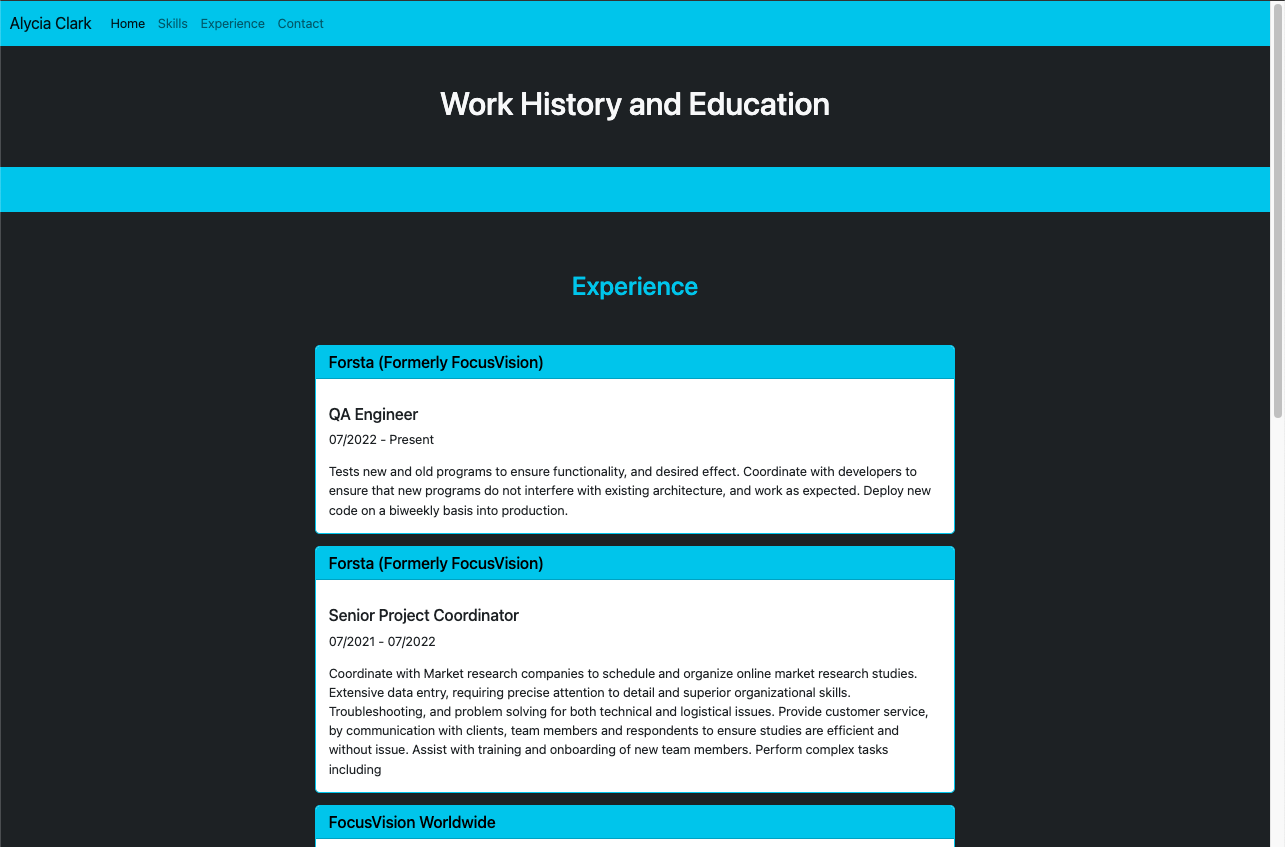 Alycia Clark Home Skills Experience Contact
Work History and Education
Experience
Forsta (Formerly FocusVision)
QA Engineer
07/2022 - Present
Tests new and old programs to ensure functionality, and desired effect. Coordinate with developers to
ensure that new programs do not interfere with existing architecture, and work as expected. Deploy new
code on a biweekly basis into production.
Forsta (Formerly FocusVision)
Senior Project Coordinator
07/2021 - 07/2022
Coordinate with Market research companies to schedule and organize online market research studies.
Extensive data entry, requiring precise attention to detail and superior organizational skills.
Troubleshooting, and problem solving for both technical and logistical issues. Provide customer service,
by communication with clients, team members and respondents to ensure studies are efficient and
without issue. Assist with training and onboarding of new team members. Perform complex tasks
including
FocusVision Worldwide